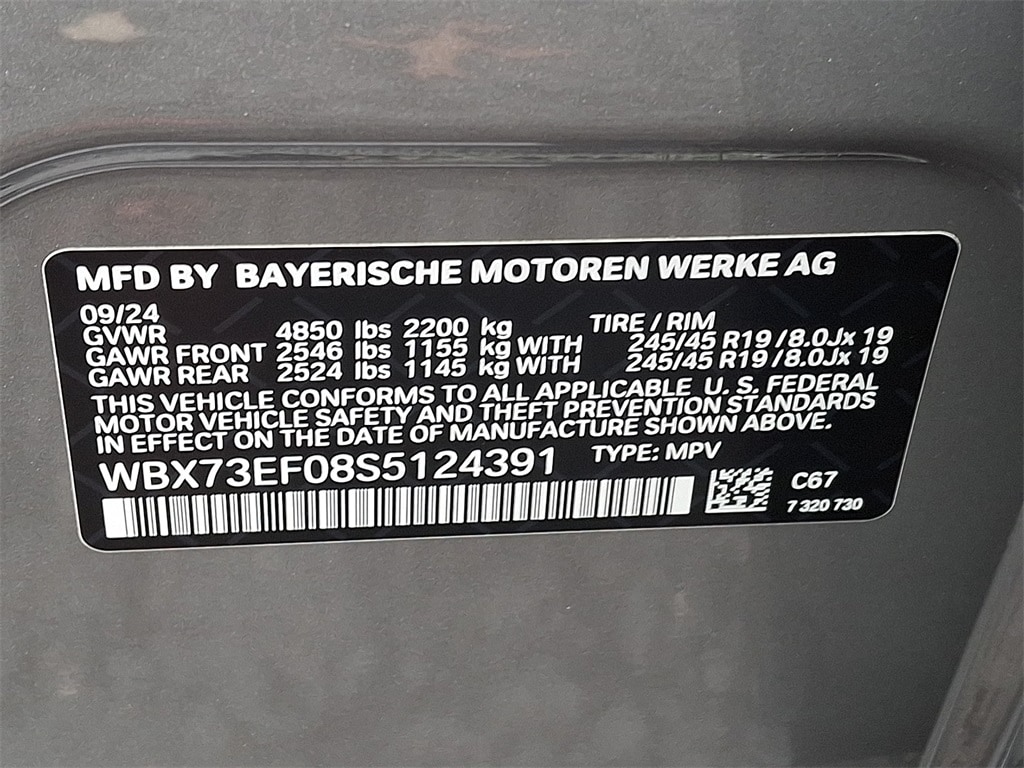 MFD BY BAYERISCHE MOTOREN WERKE AG
09/24
GVWR 4850 lbs 2200 kg TIRE / RIM
GAWR FRONT 2546 lbs 1155 kg WITH 245/45 R19 / 8.0Jx 19
GAWR REAR 2524 lbs 1145 kg WITH 245/45 R19 / 8.0Jx 19
THIS VEHICLE CONFORMS TO ALL APPLICABLE U. S. FEDERAL
MOTOR VEHICLE SAFETY AND THEFT PREVENTION STANDARDS
IN EFFECT ON THE DATE OF MANUFACTURE SHOWN ABOVE.
WBX73EF08S5124391 TYPE: MPV
C67
7 320 730